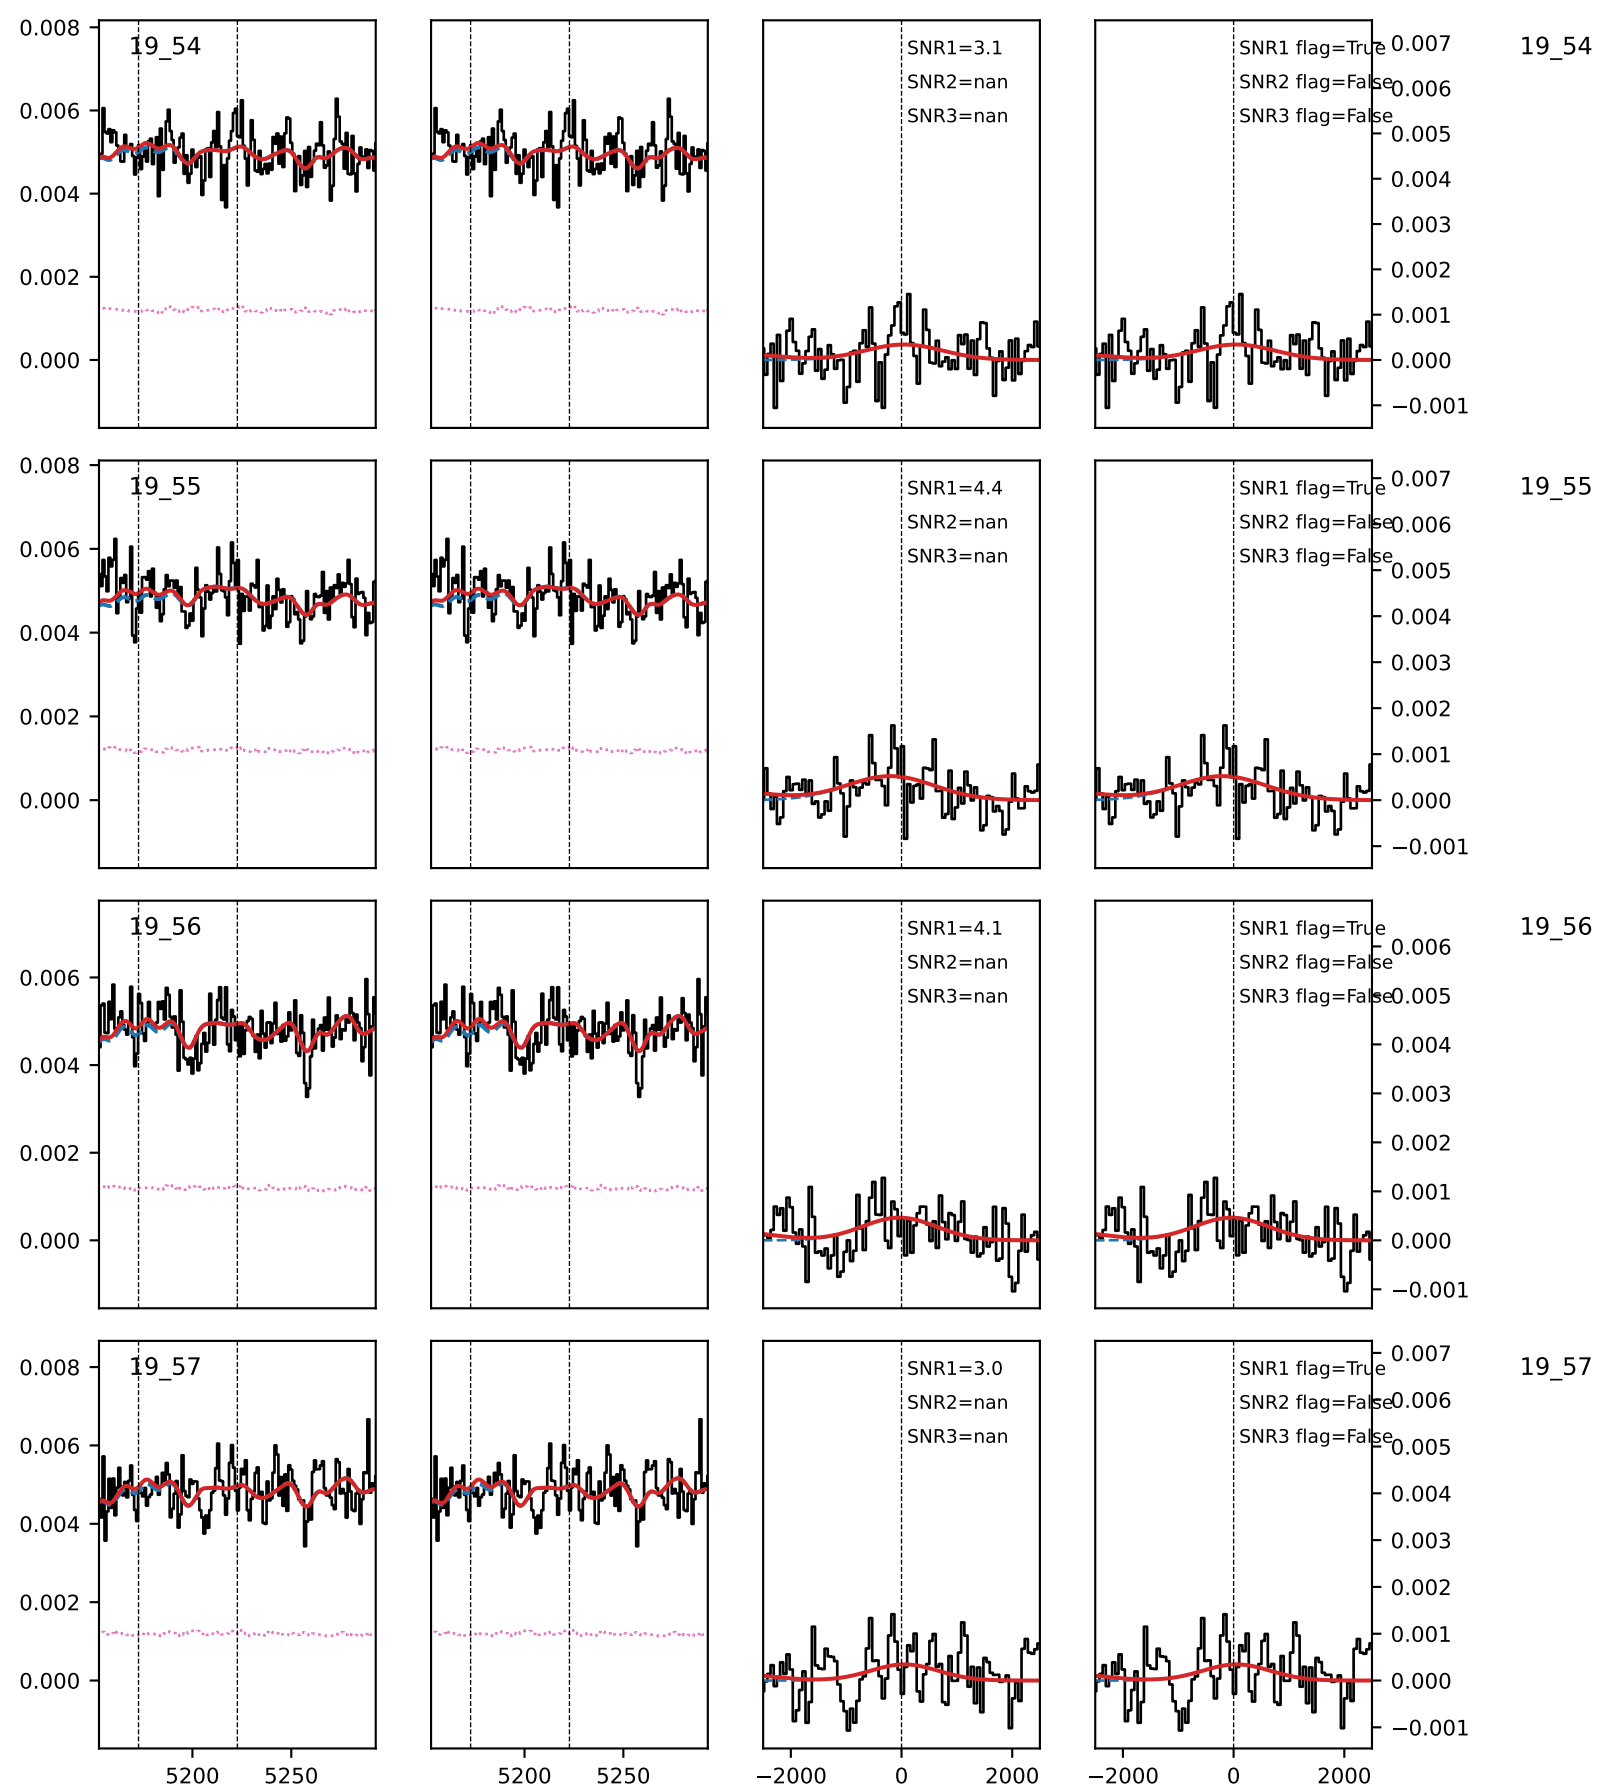 0.008
0.006
0.004
0.002
0.000
19_54
SNR1=3.1
SNR2=nan
SNR3=nan
SNR1 flag=True
SNR2 flag=False
SNR3 flag=False
0.007
0.006
0.005
0.004
0.003
0.002
0.001
0.000
−0.001
19_54
0.008
0.006
0.004
0.002
0.000
19_55
SNR1=4.4
SNR2=nan
SNR3=nan
SNR1 flag=True
SNR2 flag=False
SNR3 flag=False
0.007
0.006
0.005
0.004
0.003
0.002
0.001
0.000
−0.001
19_55
0.006
0.004
0.002
0.000
19_56
SNR1=4.1
SNR2=nan
SNR3=nan
SNR1 flag=True
SNR2 flag=False
SNR3 flag=False
0.006
0.005
0.004
0.003
0.002
0.001
0.000
−0.001
19_56
0.008
0.006
0.004
0.002
0.000
19_57
SNR1=3.0
SNR2=nan
SNR3=nan
SNR1 flag=True
SNR2 flag=False
SNR3 flag=False
0.007
0.006
0.005
0.004
0.003
0.002
0.001
0.000
−0.001
19_57
5200 5250
5200 5250
−2000 0 2000
−2000 0 2000